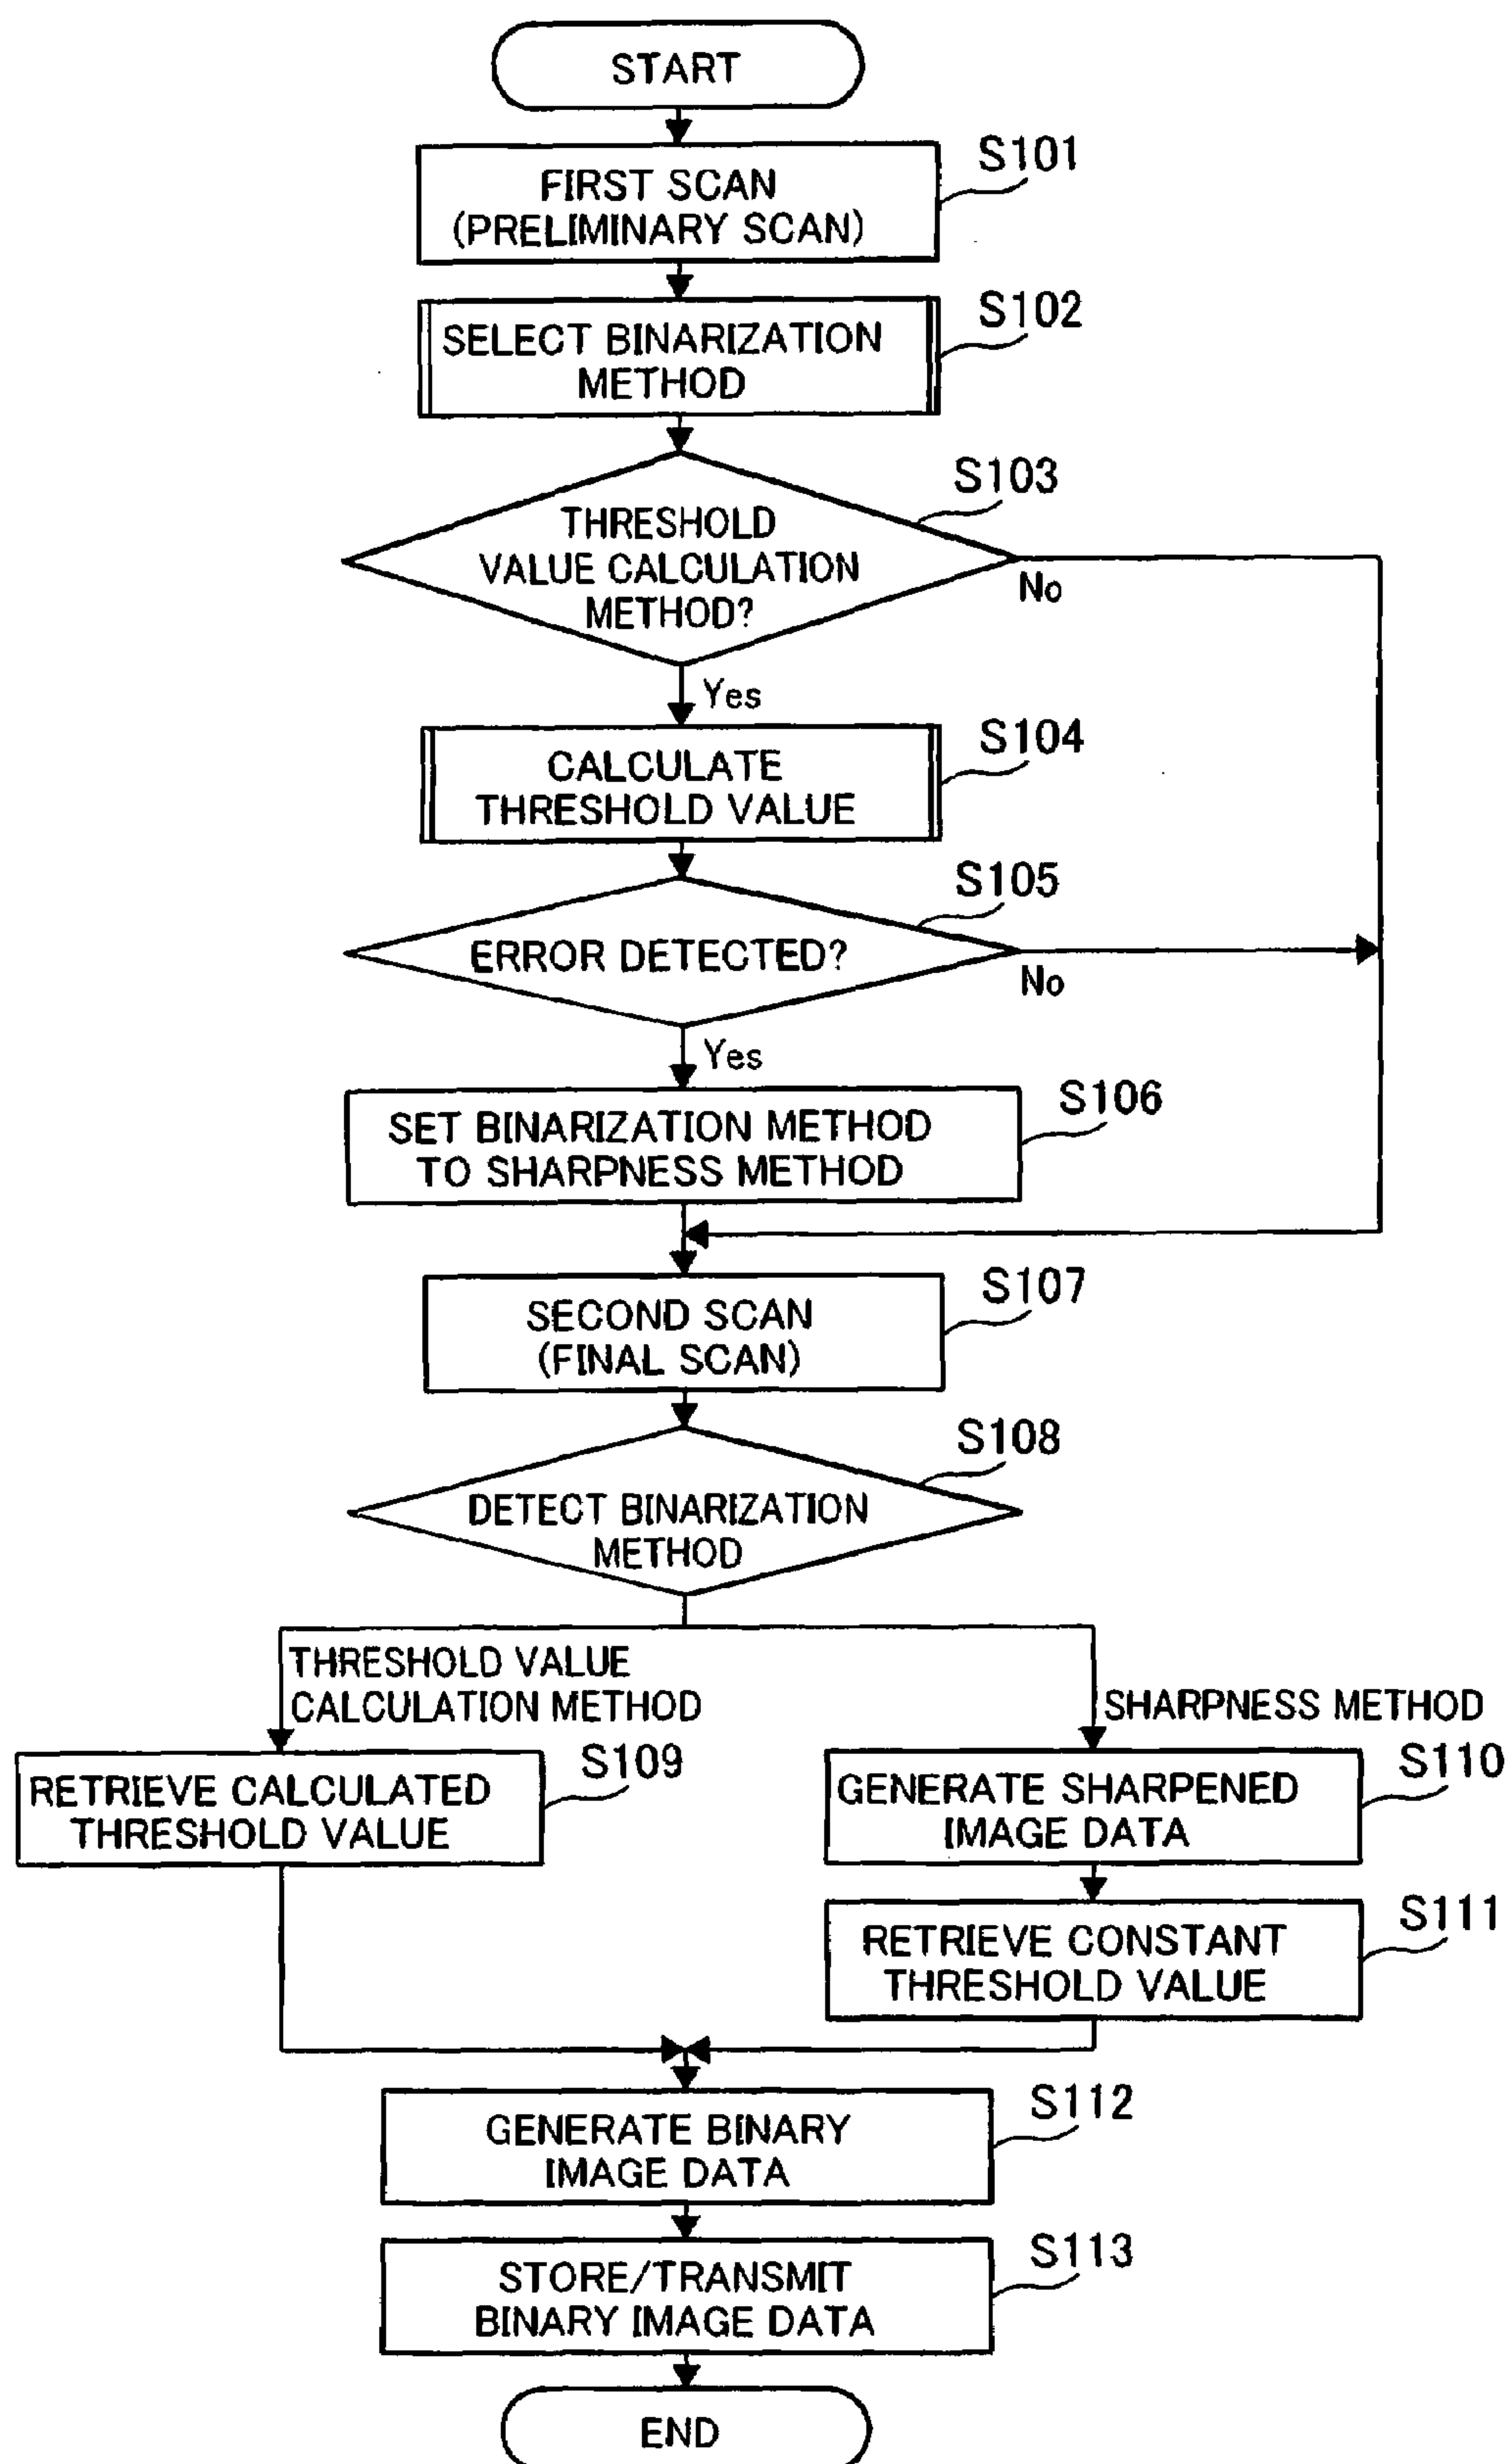 START
S101
FIRST SCAN
(PRELIMINARY SCAN)
S102
SELECT BINARIZATION
METHOD
S103
THRESHOLD
VALUE CALCULATION
METHOD?
No
Yes
S104
CALCULATE
THRESHOLD VALUE
S105
ERROR DETECTED?
No
Yes
S106
SET BINARIZATION METHOD
TO SHARPNESS METHOD
S107
SECOND SCAN
(FINAL SCAN)
S108
DETECT BINARIZATION
METHOD
THRESHOLD VALUE
CALCULATION METHOD
SHARPNESS METHOD
S109
RETRIEVE CALCULATED
THRESHOLD VALUE
S110
GENERATE SHARPENED
IMAGE DATA
S111
RETRIEVE CONSTANT
THRESHOLD VALUE
S112
GENERATE BINARY
IMAGE DATA
S113
STORE/TRANSMIT
BINARY IMAGE DATA
END